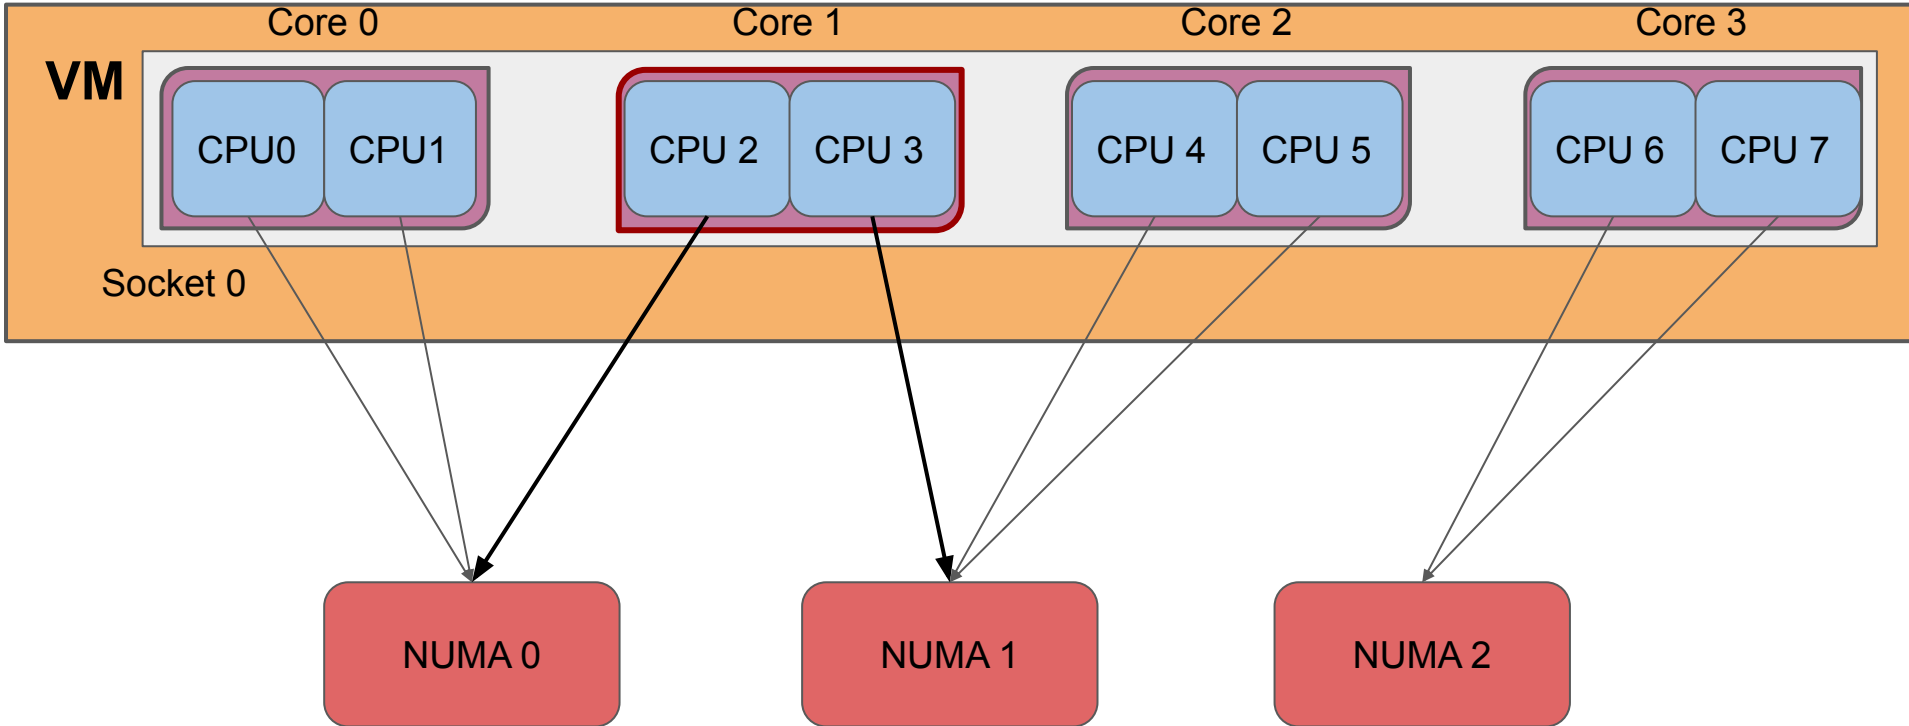 Core 0
Core 1
Core 2
Core 3
VM
CPU0
CPU1
CPU 2
CPU 3
CPU 4
CPU 5
CPU 6
CPU 7
Socket 0
NUMA 0
NUMA 1
NUMA 2